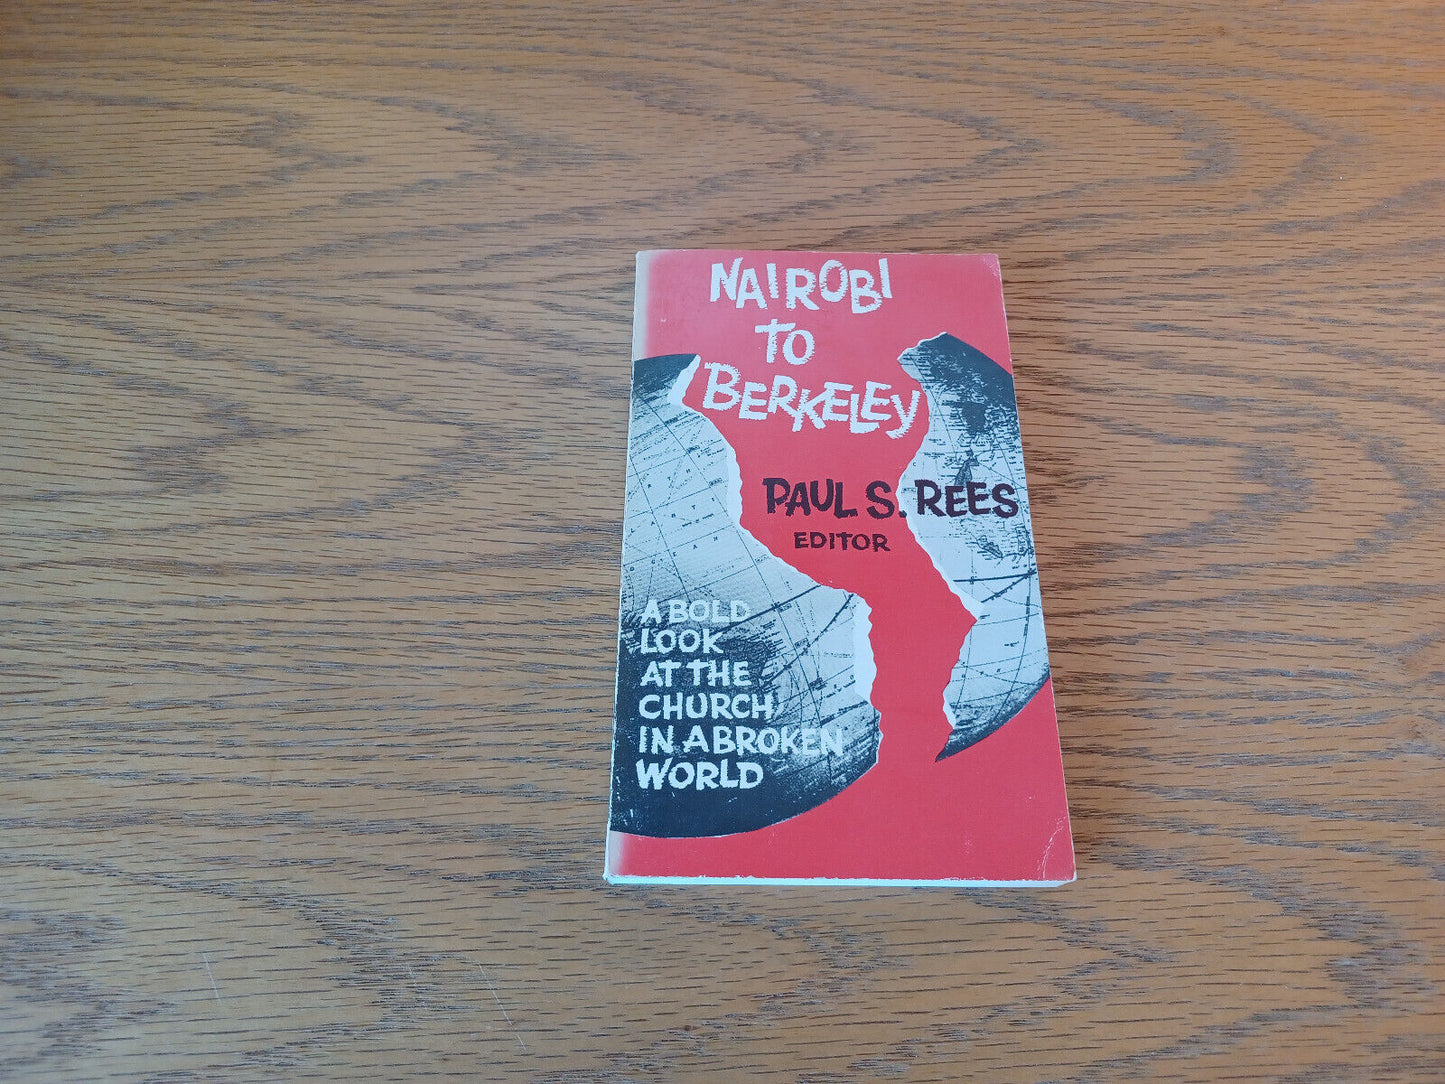 NAIROBI
TO
BERKELEY
PAUL S. REES
EDITOR
A BOLD
LOOK
AT THE
CHURCH
IN A BROKEN
WORLD